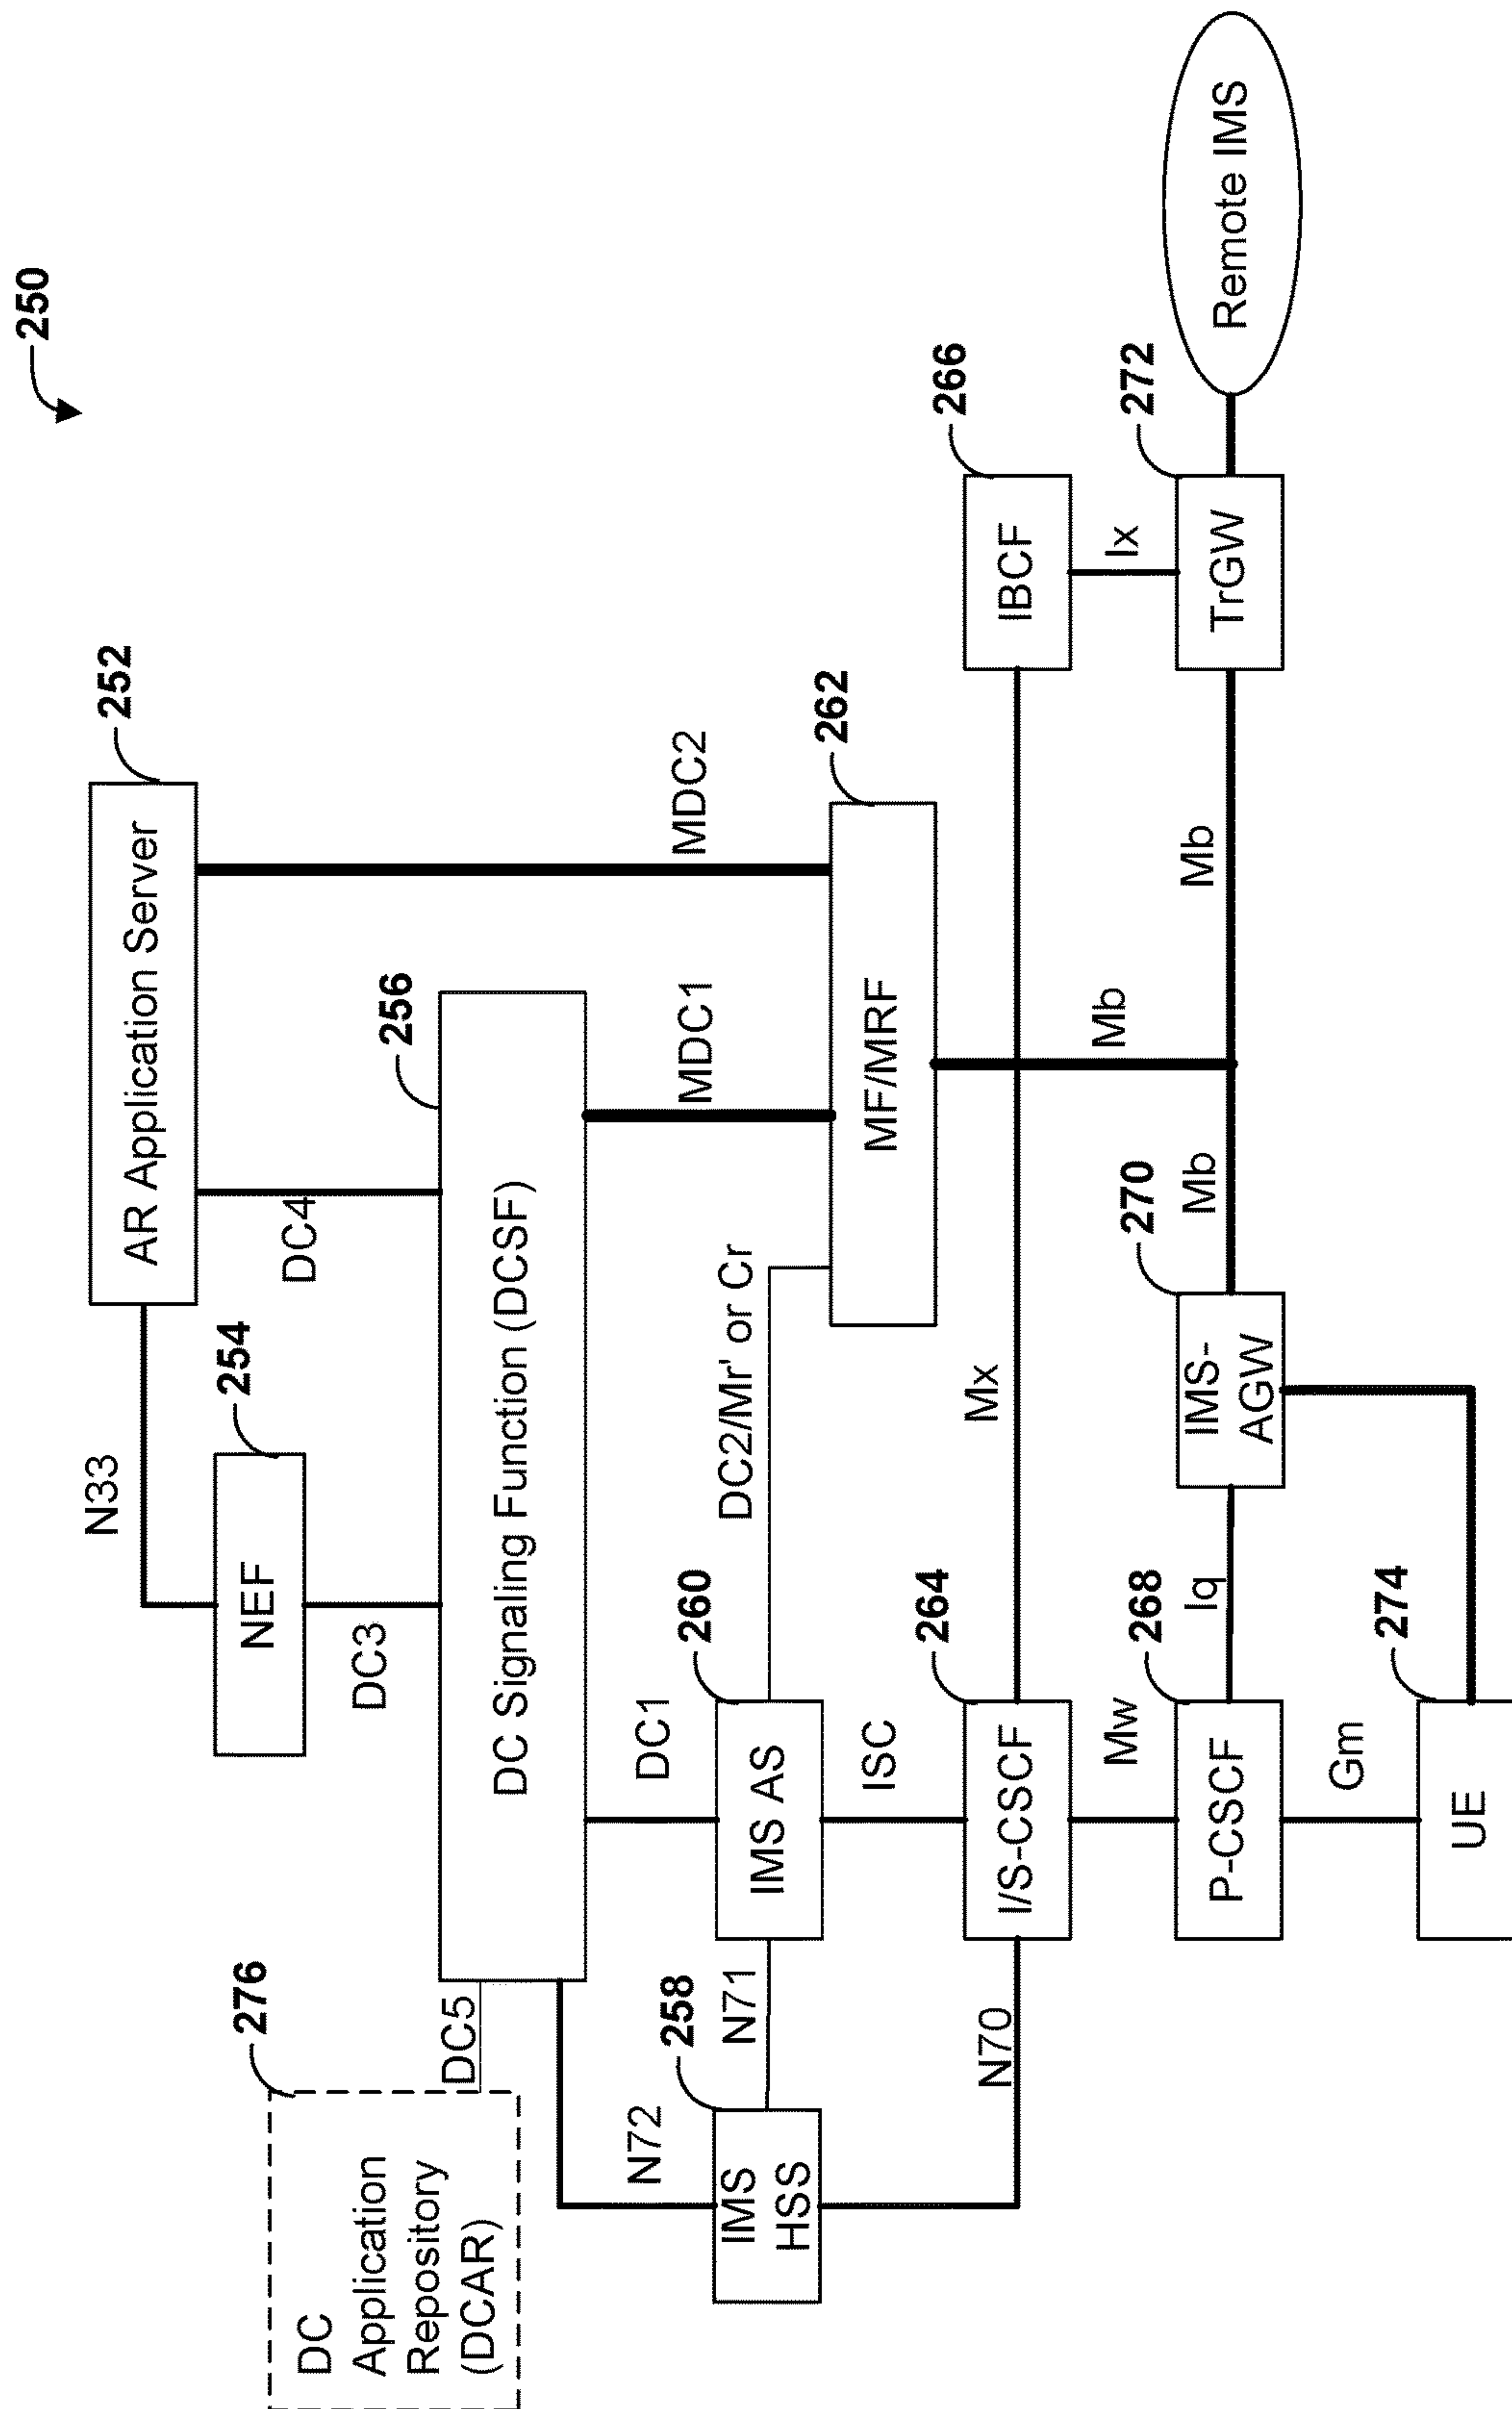 250
252
AR Application Server
N33
254
NEF
DC3
DC4
256
DC Signaling Function (DCSF)
276
DC
Application
Repository
(DCAR)
DC5
N72
258
IMS
HSS
N71
N70
DC1
260
IMS AS
DC2/Mr' or Cr
MDC1
MDC2
262
MF/MRF
ISC
264
I/S-CSCF
Mx
266
IBCF
Ix
Mb
Mw
268
P-CSCF
Iq
270
IMS-
AGW
Mb
Mb
272
TrGW
Remote IMS
Gm
274
UE